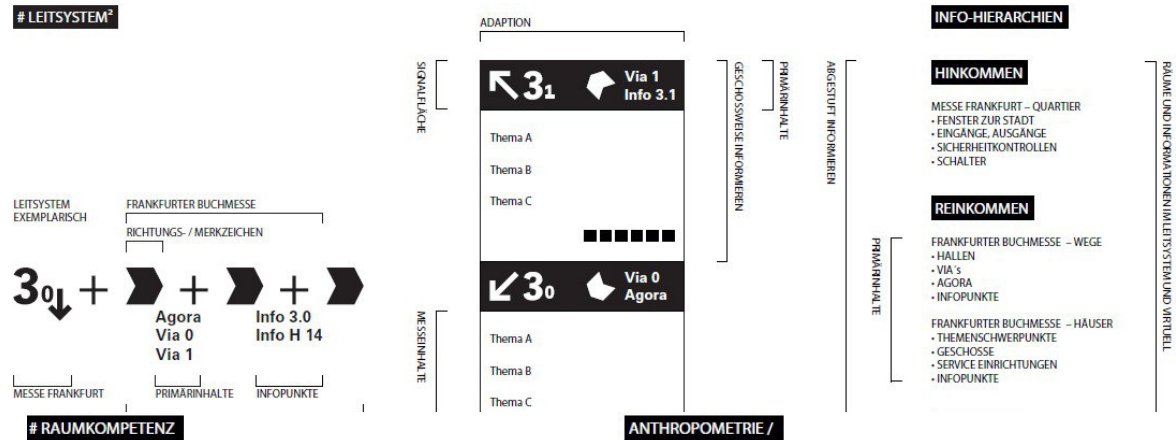 # LEITSYSTEM²
LEITSYSTEM
EXEMPLARISCH
FRANKFURTER BUCHMESSE
RICHTUNGS- / MERKZEICHEN
30 + + +
Agora
Via 0
Via 1
Info 3.0
Info H 14
MESSE FRANKFURT
PRIMÄRINHALTE
INFOPUNKTE
# RAUMKOMPETENZ
ADAPTION
SIGNALFLÄCHE
31
Via 1
Info 3.1
Thema A
Thema B
Thema C
30
Via 0
Agora
MESSEINHALTE
Thema A
Thema B
Thema C
GESCHOSSWEISE INFORMIEREN
PRIMÄRINHALTE
ANTHROPOMETRIE /
ABGESTUFT INFORMIEREN
INFO-HIERARCHIEN
HINKOMMEN
MESSE FRANKFURT – QUARTIER
• FENSTER ZUR STADT
• EINGÄNGE, AUSGÄNGE
• SICHERHEITKONTROLLEN
• SCHALTER
REINKOMMEN
PRIMÄRINHALTE
FRANKFURTER BUCHMESSE – WEGE
• HALLEN
• VIA´s
• AGORA
• INFOPUNKTE
FRANKFURTER BUCHMESSE – HÄUSER
• THEMENSCHWERPUNKTE
• GESCHOSSE
• SERVICE EINRICHTUNGEN
• INFOPUNKTE
RÄUME UND INFORMATIONEN IM LEITSYSTEM UND VIRTUELL